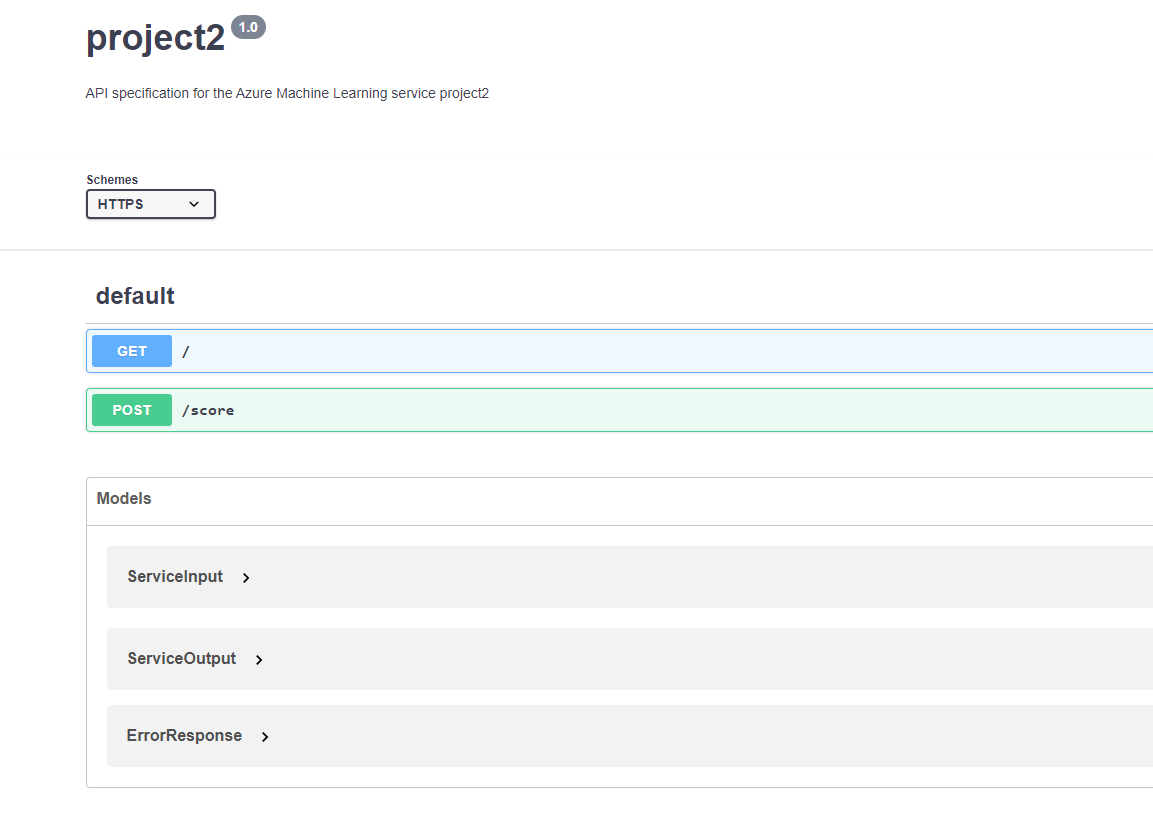 project2 1.0
API specification for the Azure Machine Learning service project2
Schemes
HTTPS
default
GET /
POST /score
Models
ServiceInput
ServiceOutput
ErrorResponse